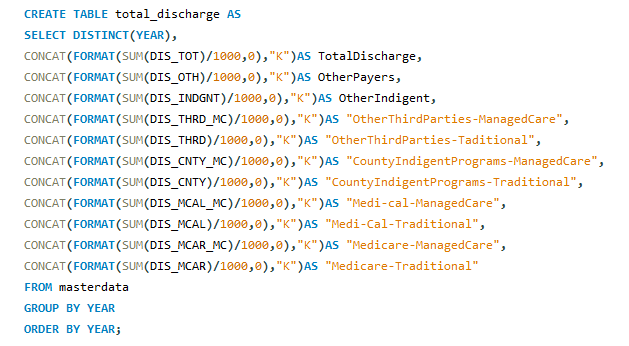 CREATE TABLE total_discharge AS
SELECT DISTINCT(YEAR),
CONCAT(FORMAT(SUM(DIS_TOT)/1000,0),"K")AS TotalDischarge,
CONCAT(FORMAT(SUM(DIS_OTH)/1000,0),"K")AS OtherPayers,
CONCAT(FORMAT(SUM(DIS_INDGNT)/1000,0),"K")AS OtherIndigent,
CONCAT(FORMAT(SUM(DIS_THRD_MC)/1000,0),"K")AS "OtherThirdParties-ManagedCare",
CONCAT(FORMAT(SUM(DIS_THRD)/1000,0),"K")AS "OtherThirdParties-Taditional",
CONCAT(FORMAT(SUM(DIS_CNTY_MC)/1000,0),"K")AS "CountyIndigentPrograms-ManagedCare",
CONCAT(FORMAT(SUM(DIS_CNTY)/1000,0),"K")AS "CountyIndigentPrograms-Traditional",
CONCAT(FORMAT(SUM(DIS_MCAL_MC)/1000,0),"K")AS "Medi-cal-ManagedCare",
CONCAT(FORMAT(SUM(DIS_MCAL)/1000,0),"K")AS "Medi-Cal-Traditional",
CONCAT(FORMAT(SUM(DIS_MCAR_MC)/1000,0),"K")AS "Medicare-ManagedCare",
CONCAT(FORMAT(SUM(DIS_MCAR)/1000,0),"K")AS "Medicare-Traditional"
FROM masterdata
GROUP BY YEAR
ORDER BY YEAR;